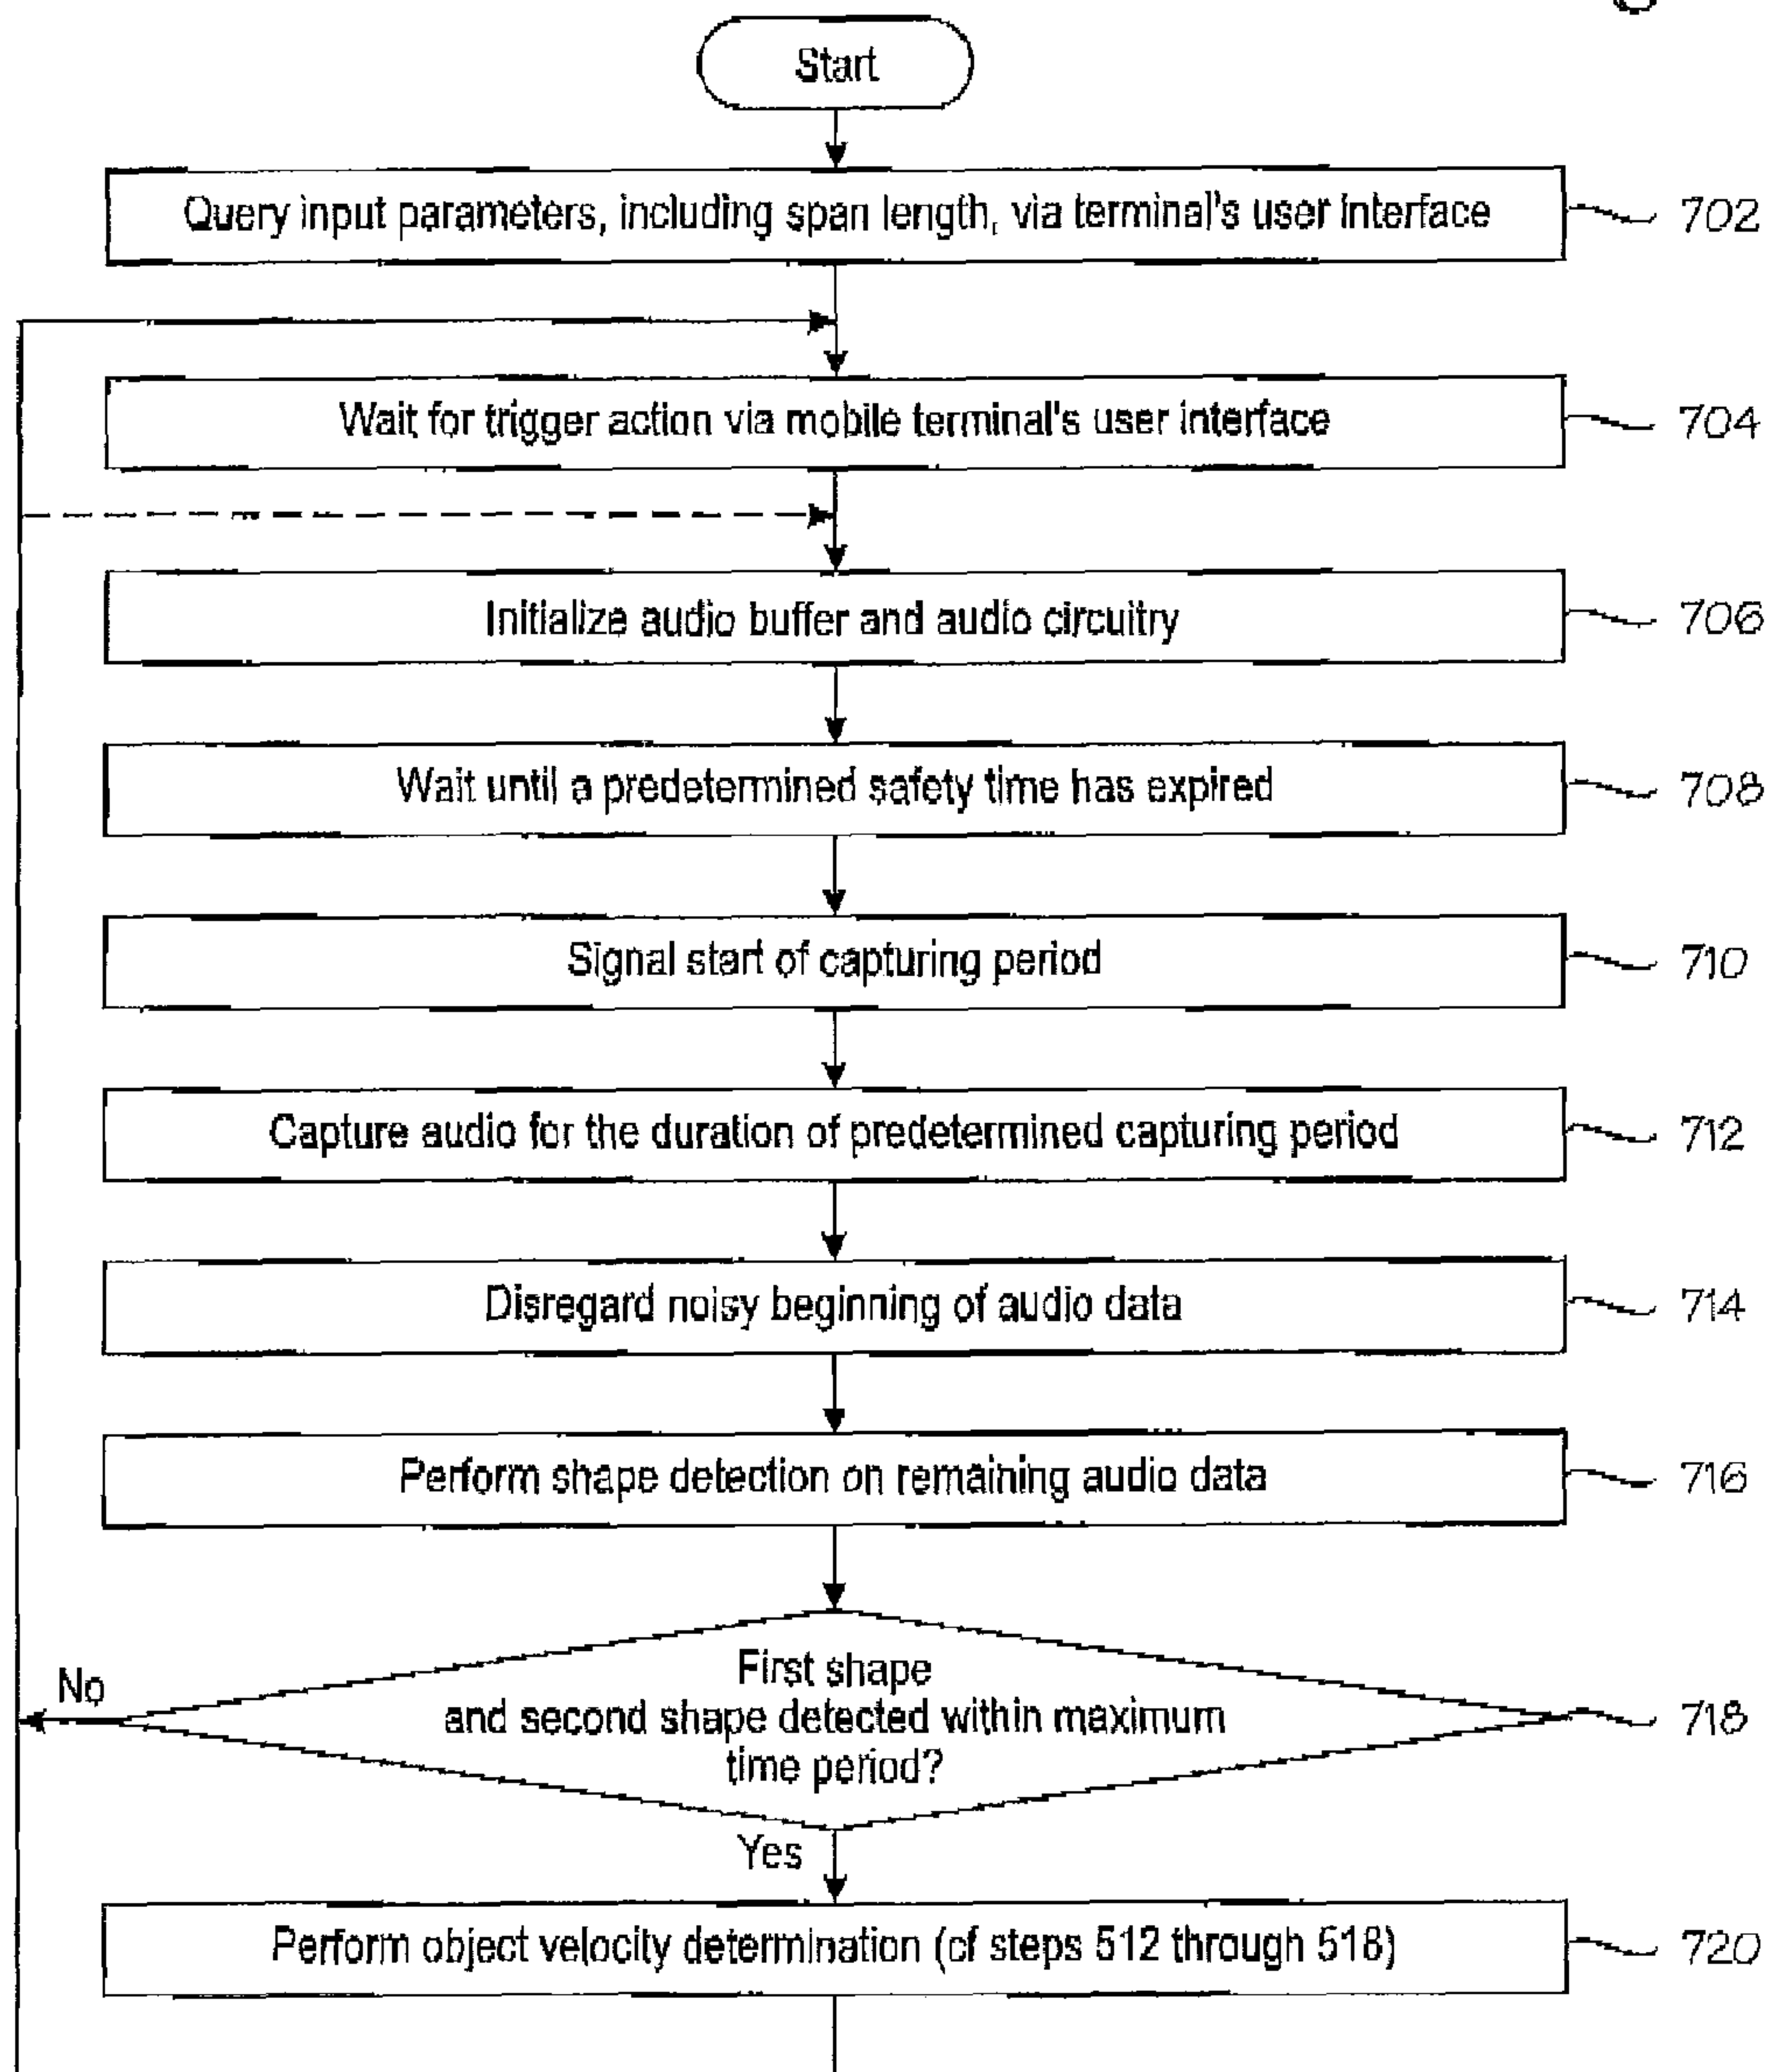 Start
Query input parameters, including span length, via terminal's user interface
702
Wait for trigger action via mobile terminal's user interface
704
Initialize audio buffer and audio circuitry
706
Wait until a predetermined safety time has expired
708
Signal start of capturing period
710
Capture audio for the duration of predetermined capturing period
712
Disregard noisy beginning of audio data
714
Perform shape detection on remaining audio data
716
First shape
and second shape detected within maximum
time period?
718
No
Yes
Perform object velocity determination (cf steps 512 through 518)
720